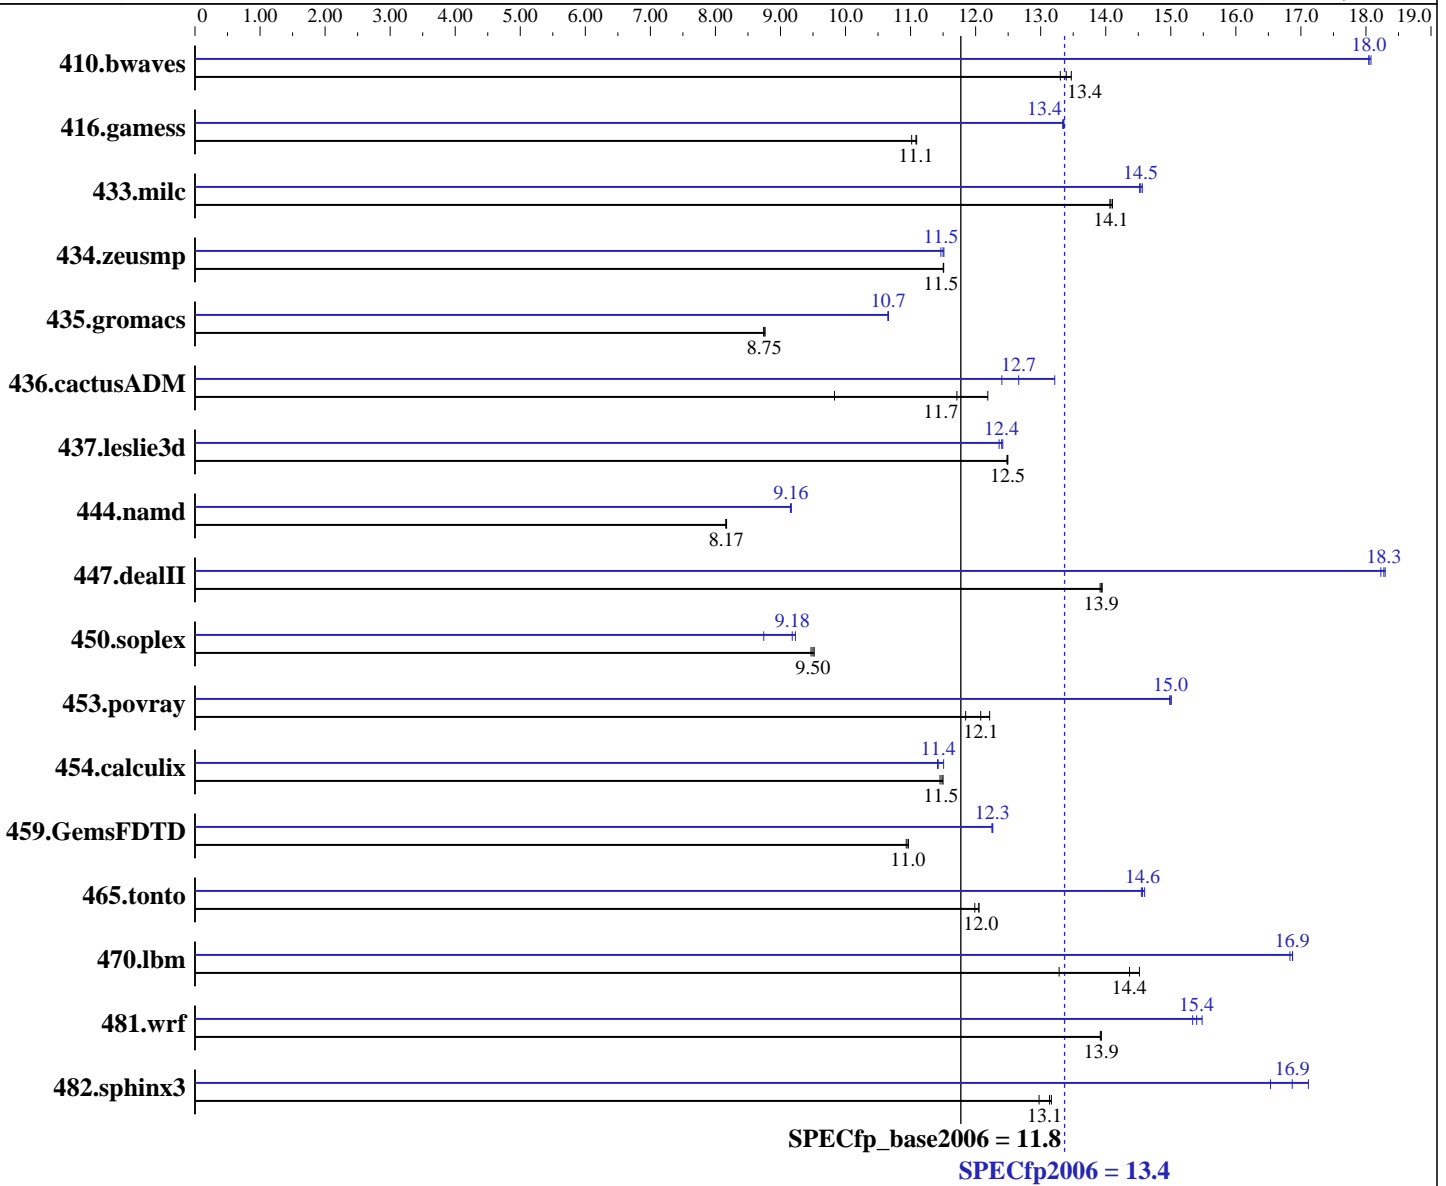 0 1.00 2.00 3.00 4.00 5.00 6.00 7.00 8.00 9.00 10.0 11.0 12.0 13.0 14.0 15.0 16.0 17.0 18.0 19.0
18.0
410.bwaves
13.4
13.4
416.gamess
11.1
14.5
433.milc
14.1
11.5
434.zeusmp
11.5
10.7
435.gromacs
8.75
12.7
436.cactusADM
11.7
12.4
437.leslie3d
12.5
9.16
444.namd
8.17
18.3
447.dealII
13.9
9.18
450.soplex
9.50
15.0
453.povray
12.1
11.4
454.calculix
11.5
12.3
459.GemsFDTD
11.0
14.6
465.tonto
12.0
16.9
470.lbm
14.4
15.4
481.wrf
13.9
16.9
482.sphinx3
13.1
SPECfp_base2006 = 11.8
SPECfp2006 = 13.4